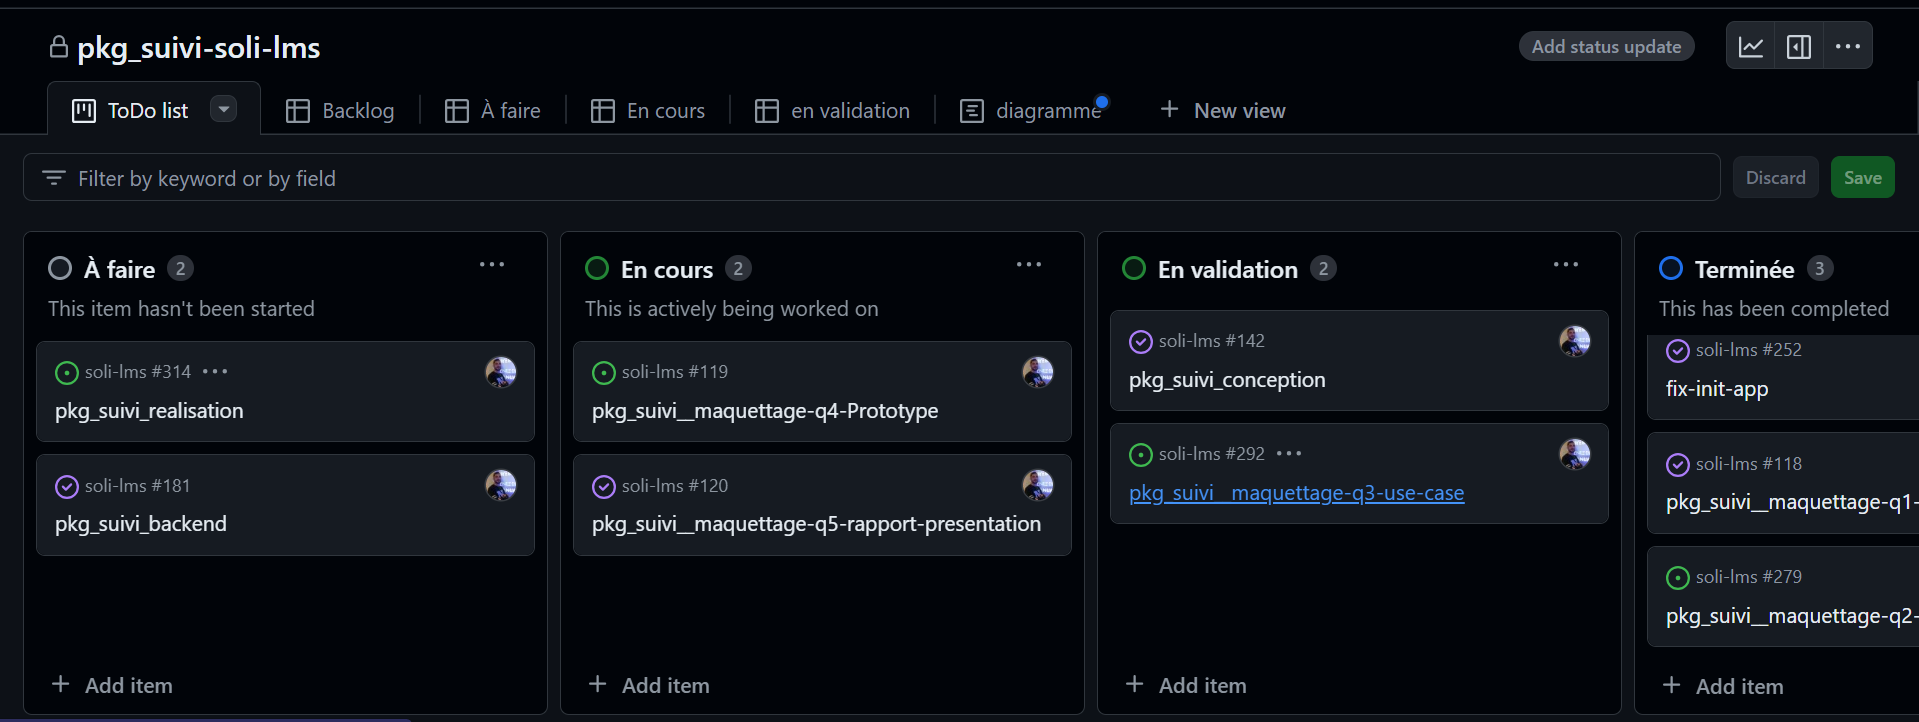 pkg_suivi-soli-lms
Add status update
ToDo list
Backlog
À faire
En cours
en validation
diagramme
New view
Filter by keyword or by field
Discard
Save
À faire 2
This item hasn't been started
soli-lms #314
pkg_suivi_realisation
soli-lms #181
pkg_suivi_backend
+ Add item
En cours 2
This is actively being worked on
soli-lms #119
pkg_suivi__maquettage-q4-Prototype
soli-lms #120
pkg_suivi__maquettage-q5-rapport-presentation
+ Add item
En validation 2
soli-lms #142
pkg_suivi_conception
soli-lms #292
pkg_suivi__maquettage-q3-use-case
+ Add item
Terminée 3
This has been completed
soli-lms #252
fix-init-app
soli-lms #118
pkg_suivi__maquettage-q1-
soli-lms #279
pkg_suivi__maquettage-q2-
+ Add item